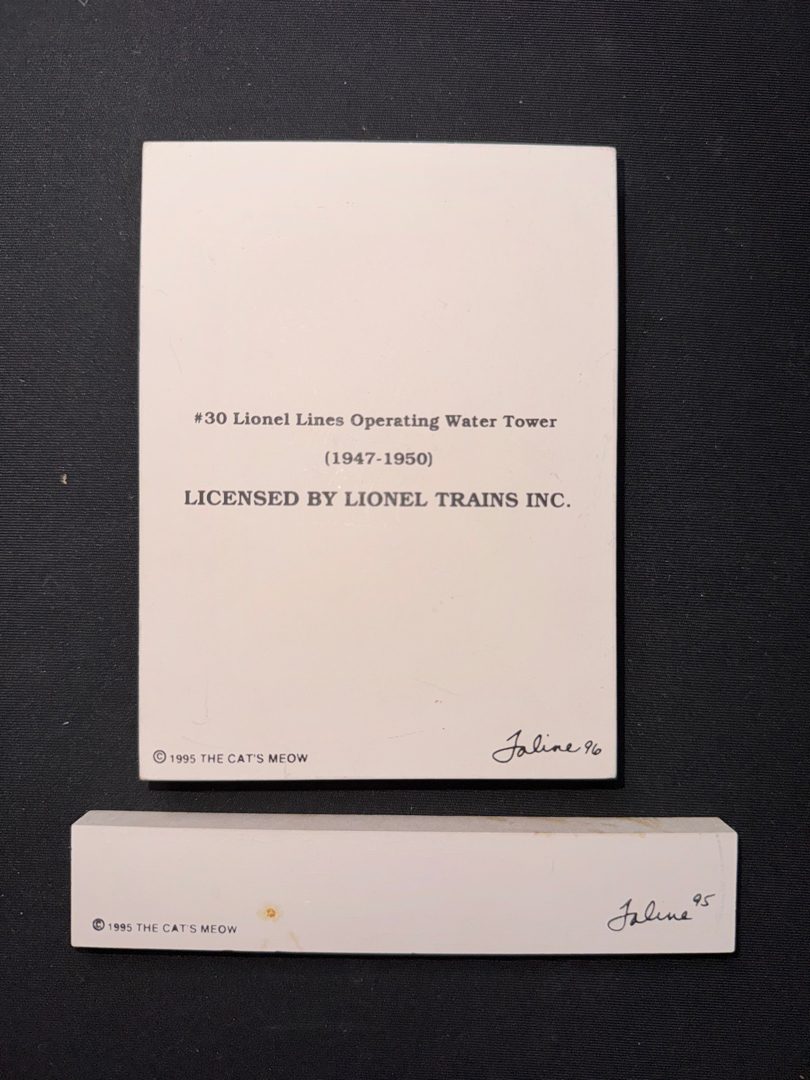 #30 Lionel Lines Operating Water Tower
(1947-1950)
LICENSED BY LIONEL TRAINS INC.
© 1995 THE CAT'S MEOW
Faline 96
© 1995 THE CAT'S MEOW
Faline 95